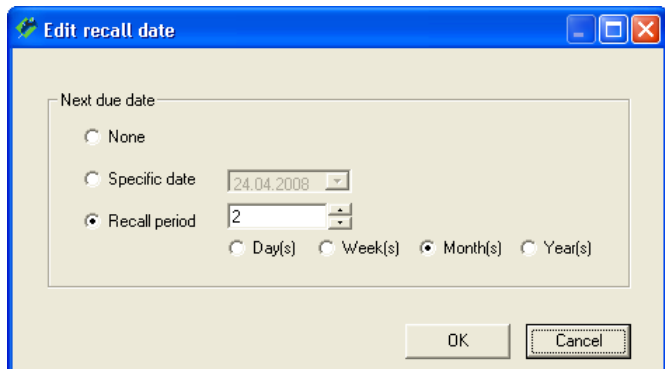 Edit recall date
Next due date
None
Specific date 24.04.2008
Recall period 2
Day(s) Week(s) Month(s) Year(s)
OK Cancel